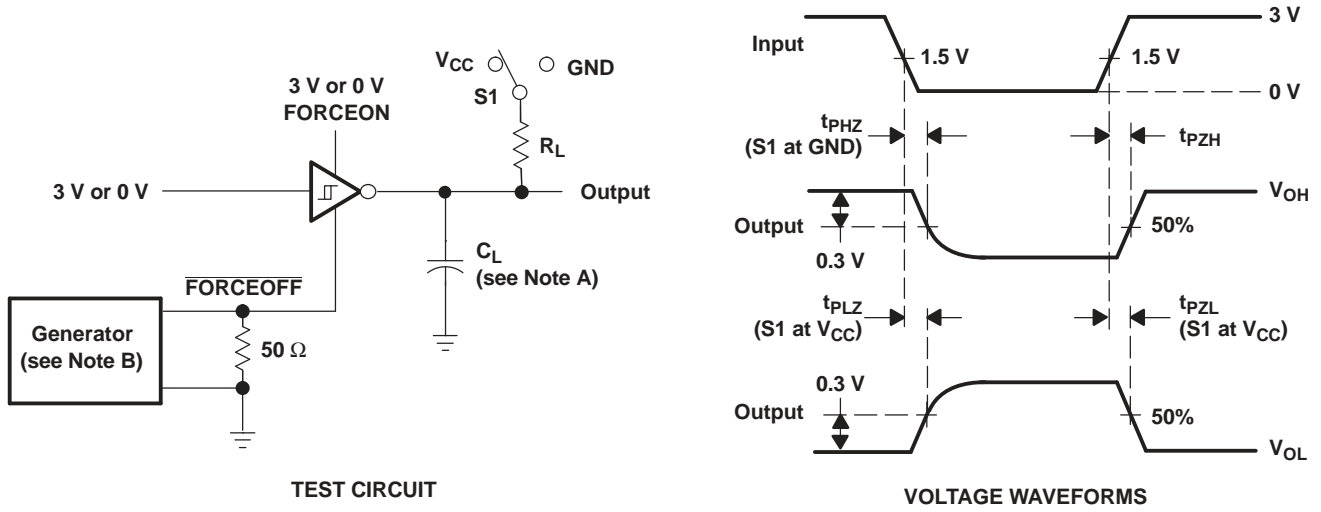 3 V or 0 V
FORCEON
VCC
GND
S1
RL
3 V or 0 V
Output
CL
(see Note A)
FORCEOFF
Generator
(see Note B)
50 Ω
TEST CIRCUIT
Input
3 V
1.5 V
1.5 V
0 V
tPHZ
(S1 at GND)
tPZH
VOH
Output
50%
0.3 V
tPLZ
(S1 at VCC)
tPZL
(S1 at VCC)
0.3 V
Output
50%
VOL
VOLTAGE WAVEFORMS